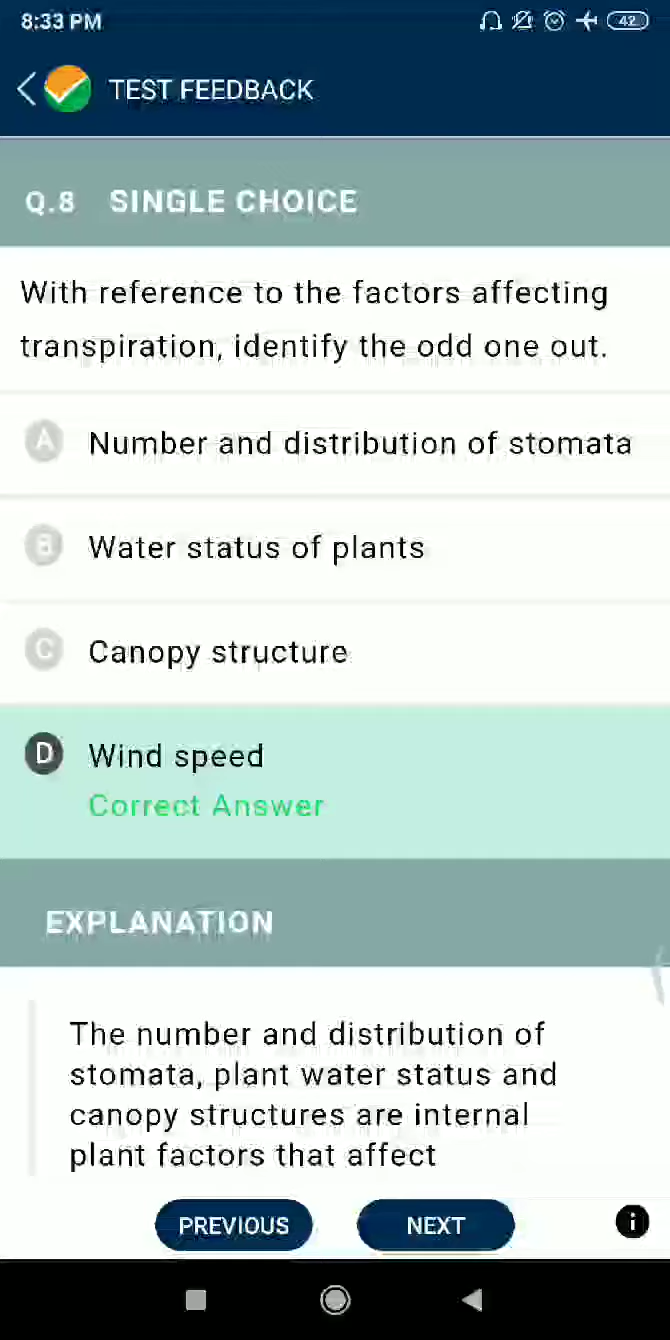 8:33 PM
42
TEST FEEDBACK
Q.8 SINGLE CHOICE
With reference to the factors affecting
transpiration, identify the odd one out.
A Number and distribution of stomata
B Water status of plants
C Canopy structure
D Wind speed
Correct Answer
EXPLANATION
The number and distribution of
stomata, plant water status and
canopy structures are internal
plant factors that affect
PREVIOUS NEXT i